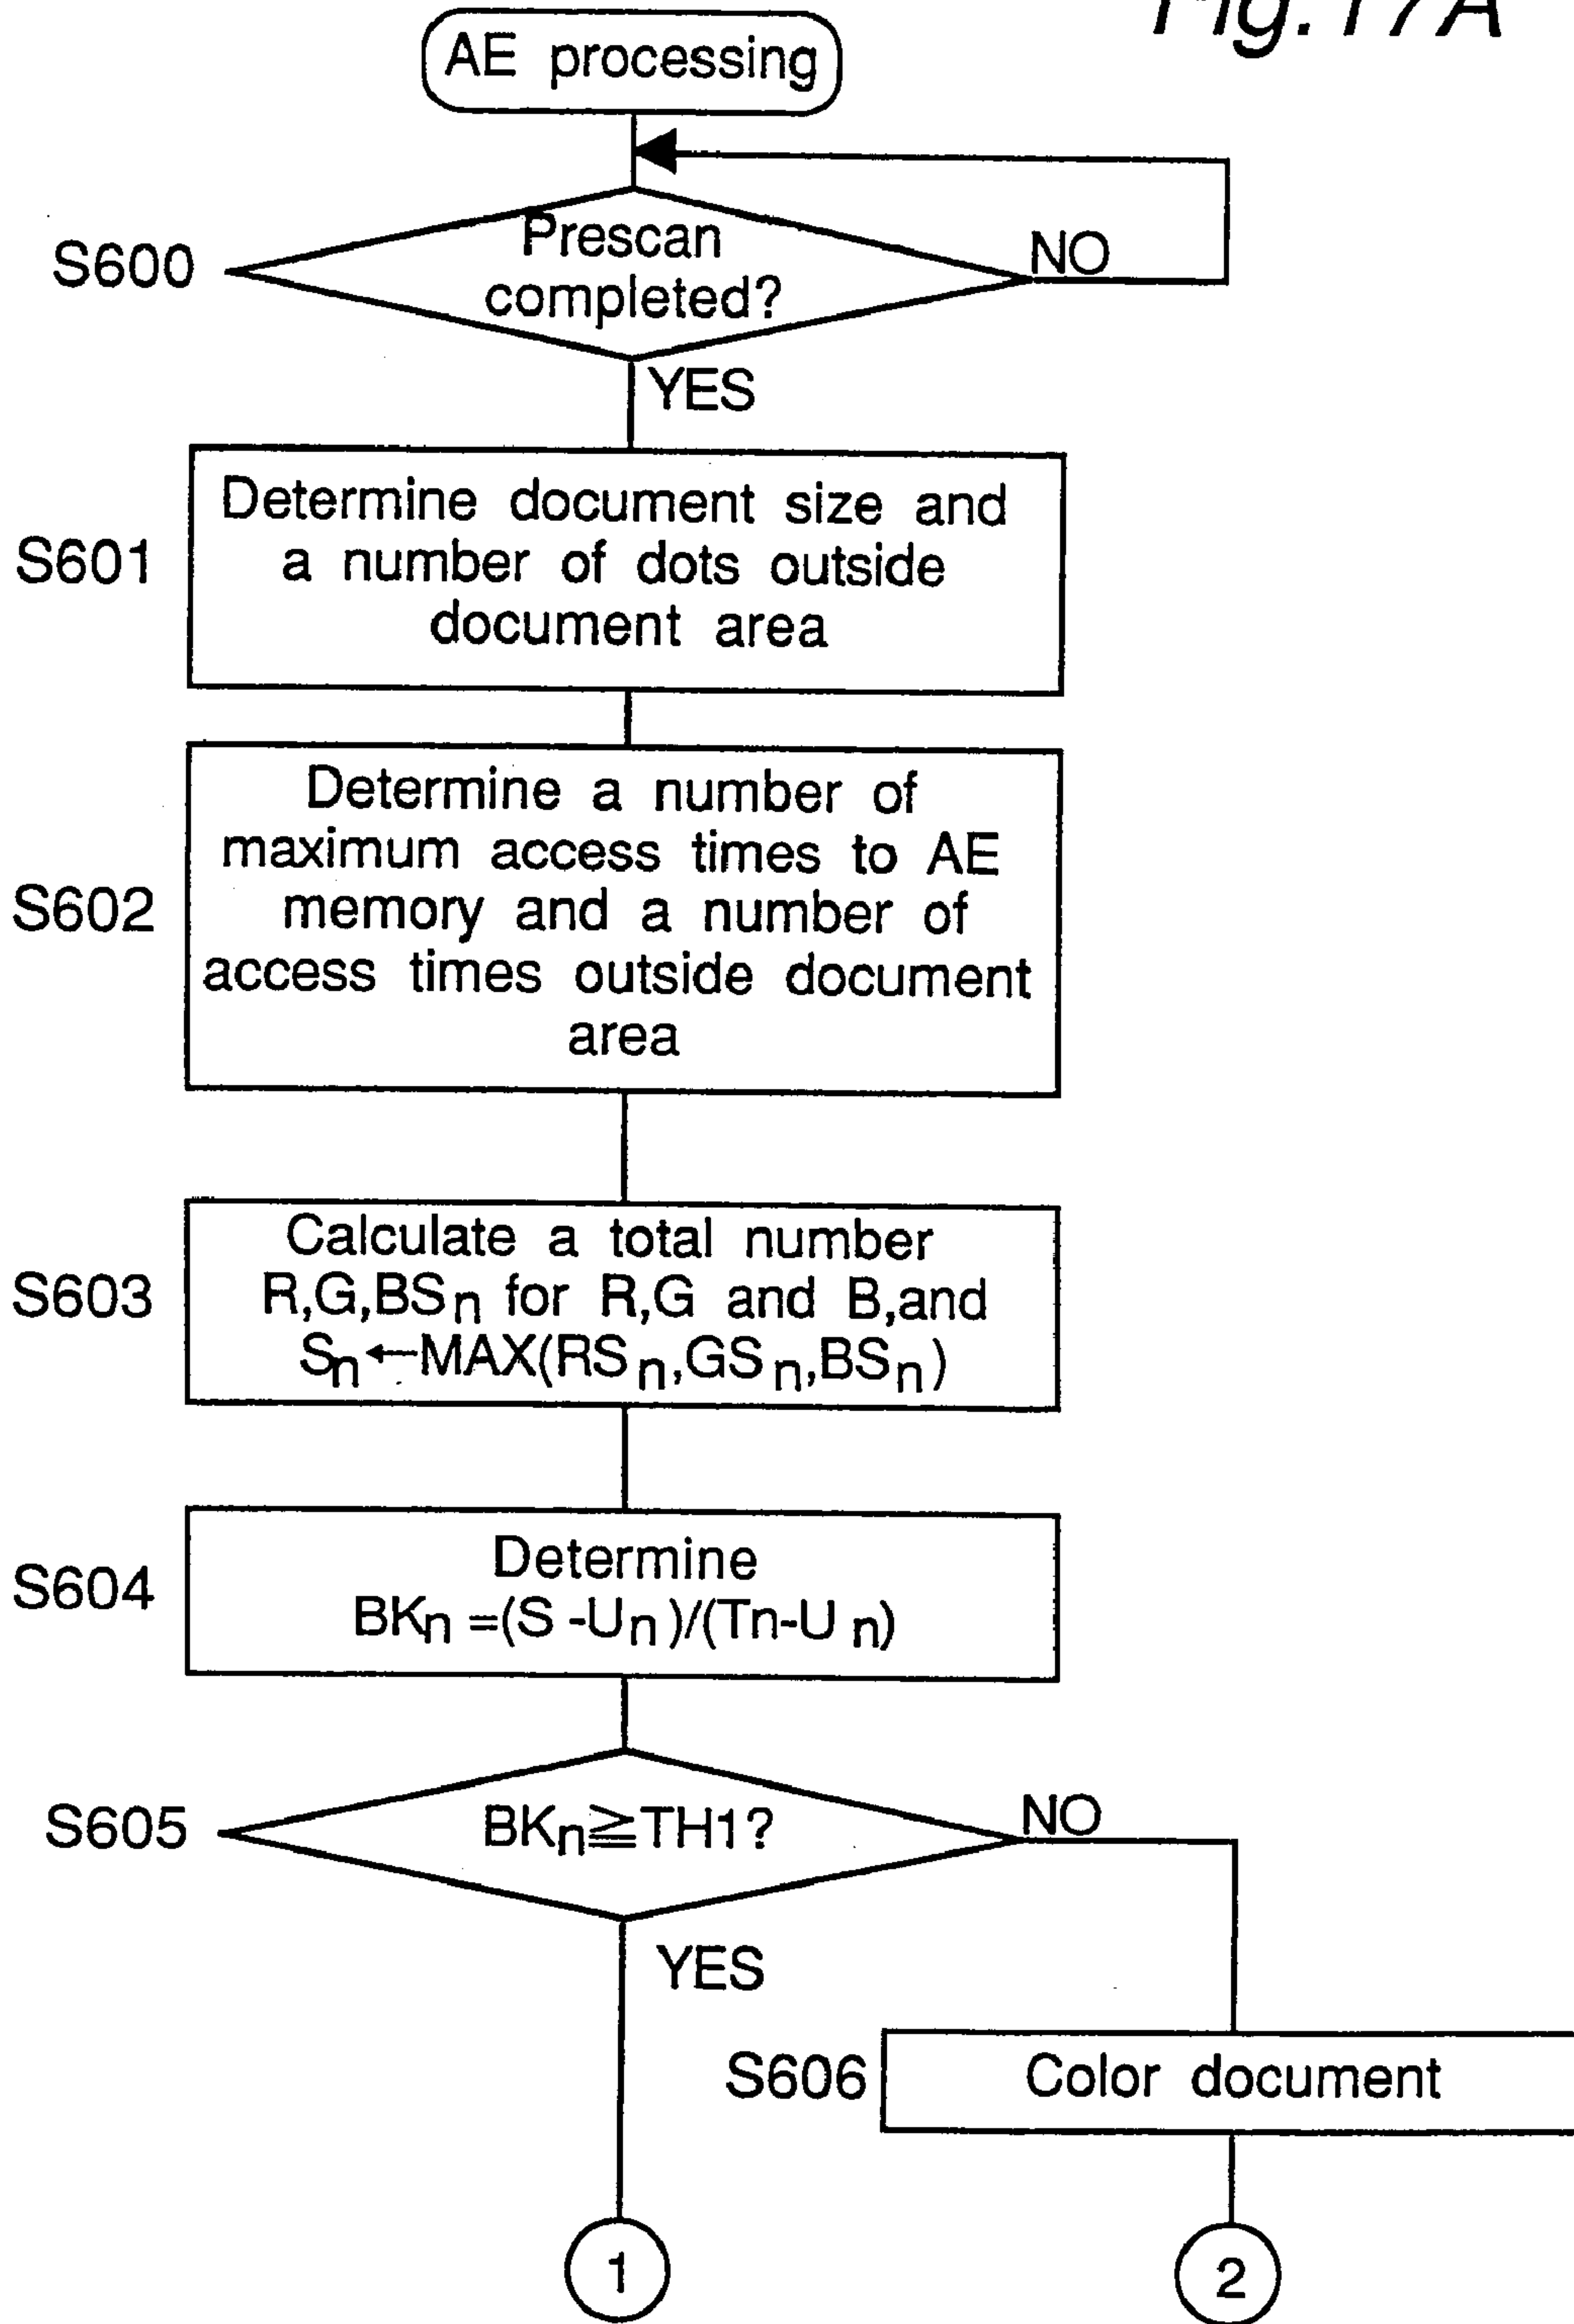 Fig.17A
AE processing
S600
Prescan
completed?
NO
YES
S601
Determine document size and
a number of dots outside
document area
S602
Determine a number of
maximum access times to AE
memory and a number of
access times outside document
area
S603
Calculate a total number
R,G,BSn for R,G and B,and
Sn←MAX(RSn,GSn,BSn)
S604
Determine
BKn =(S -Un)/(Tn-Un)
S605
BKn≧TH1?
NO
YES
S606
Color document
1
2